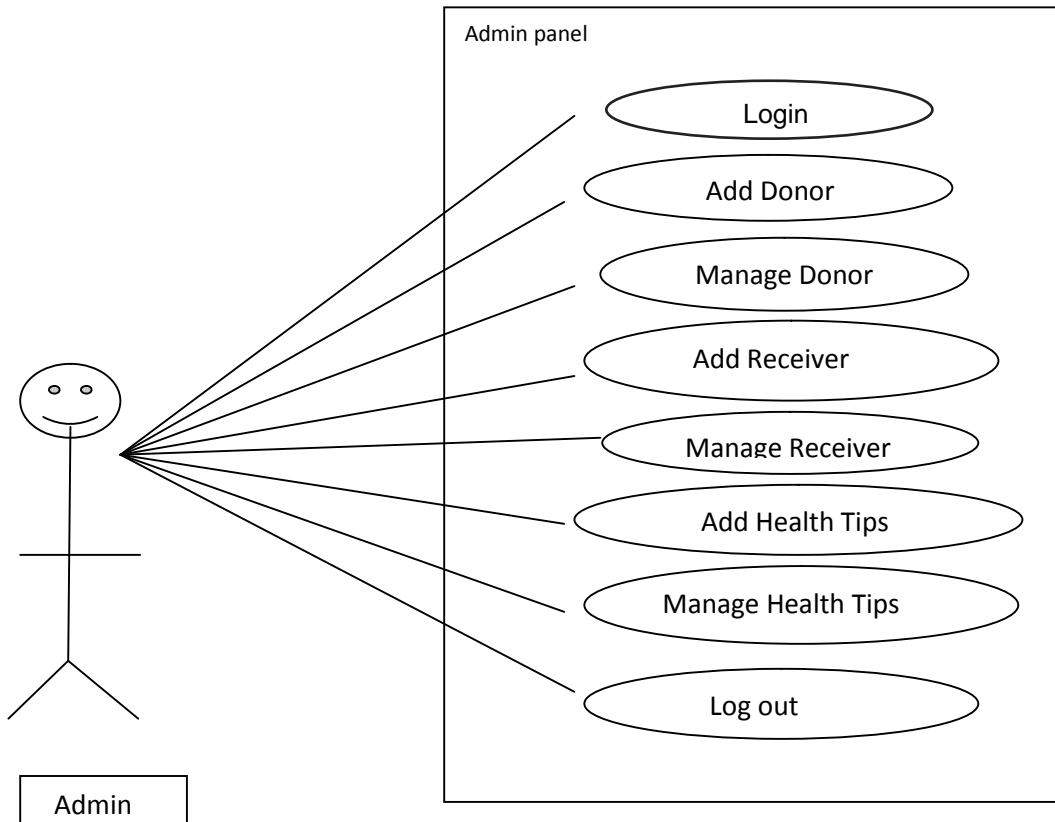 Admin panel
Login
Add Donor
Manage Donor
Add Receiver
Manage Receiver
Add Health Tips
Manage Health Tips
Log out
Admin